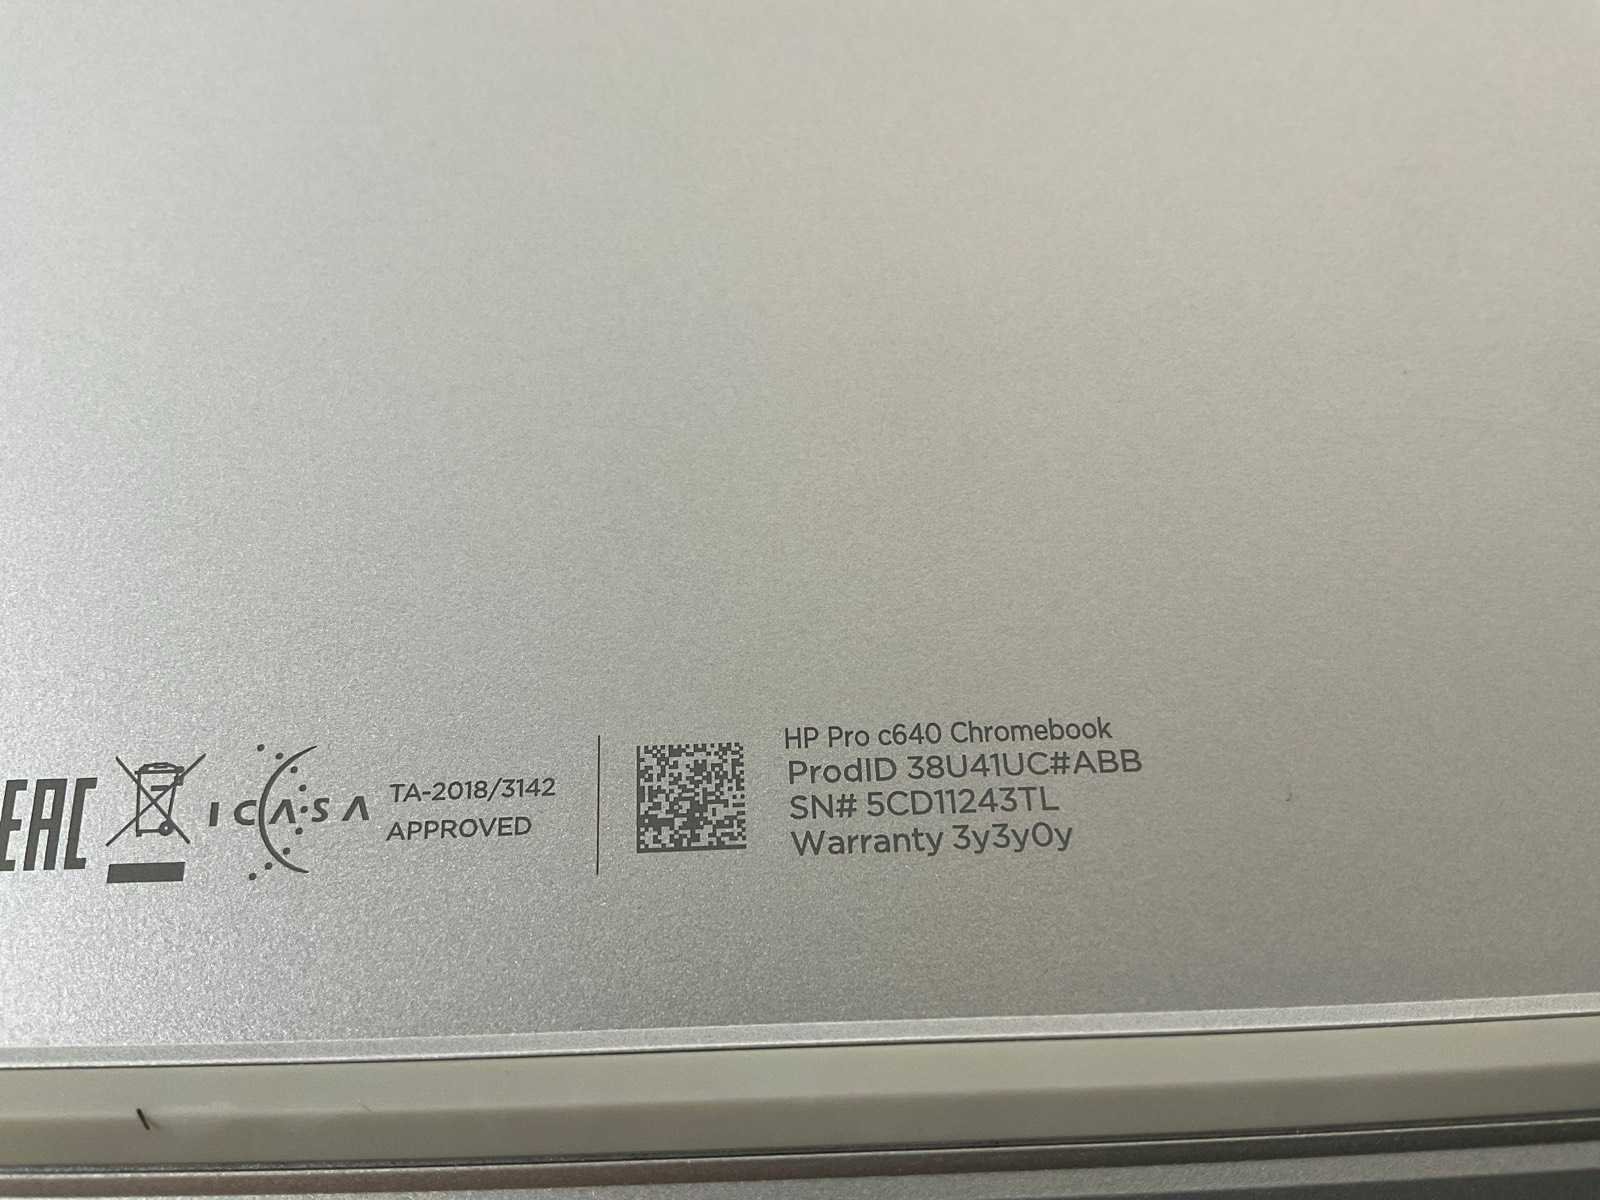 EAC
ICASA
TA-2018/3142
APPROVED
HP Pro c640 Chromebook
ProdID 38U41UC#ABB
SN# 5CD11243TL
Warranty 3y3y0y